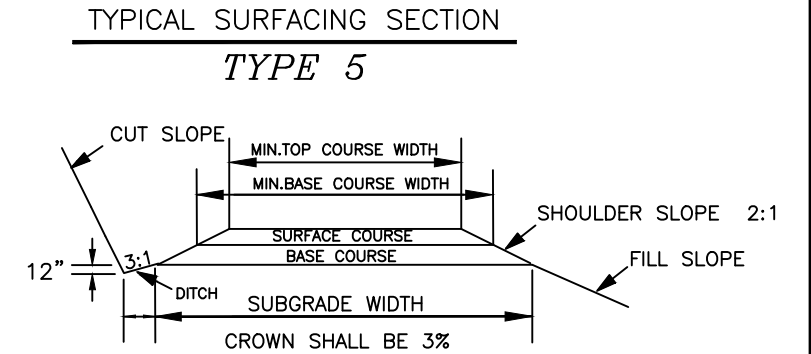 TYPICAL SURFACING SECTION
TYPE 5
CUT SLOPE
MIN.TOP COURSE WIDTH
MIN.BASE COURSE WIDTH
SHOULDER SLOPE 2:1
SURFACE COURSE
BASE COURSE
FILL SLOPE
3:1
12"
DITCH
SUBGRADE WIDTH
CROWN SHALL BE 3%